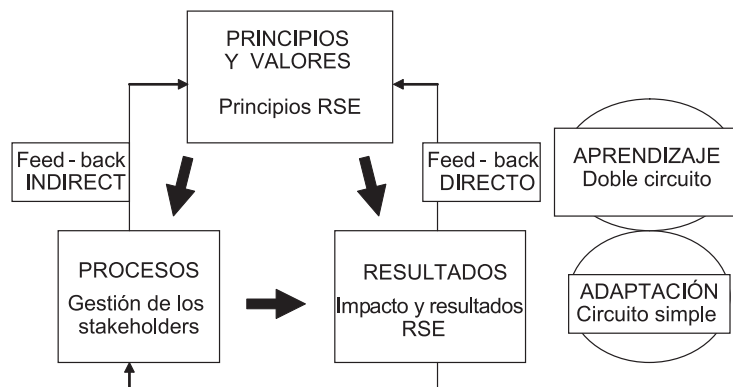 PRINCIPIOS
Y VALORES
Principios RSE
Feed - back
INDIRECT
Feed - back
DIRECTO
APRENDIZAJE
Doble circuito
PROCESOS
Gestión de los
stakeholders
RESULTADOS
Impacto y resultados
RSE
ADAPTACIÓN
Circuito simple